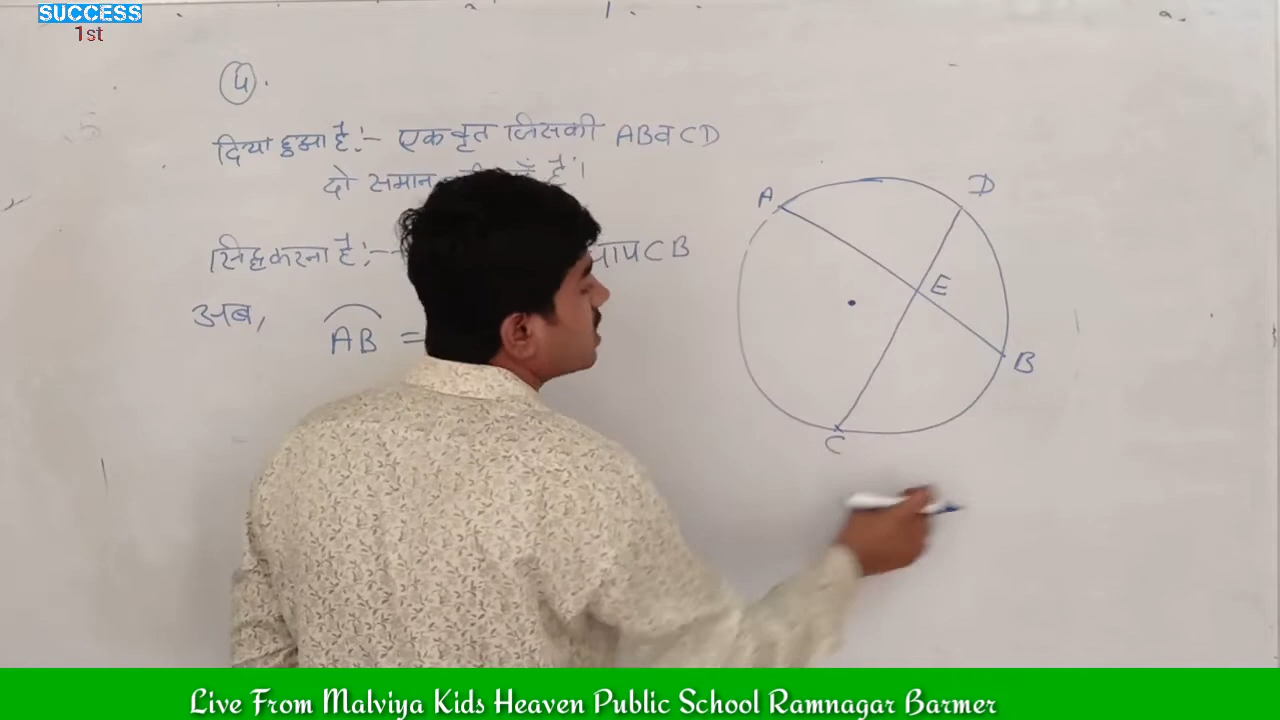 SUCCESS
1st
4.
दिया हुआ है:- एक वृत जिसकी AB व CD
दो समान है।
सिद्ध करना है:- चाप CB
अब,
AB =
A
D
E
B
C
Live From Malviya Kids Heaven Public School Ramnagar Barmer